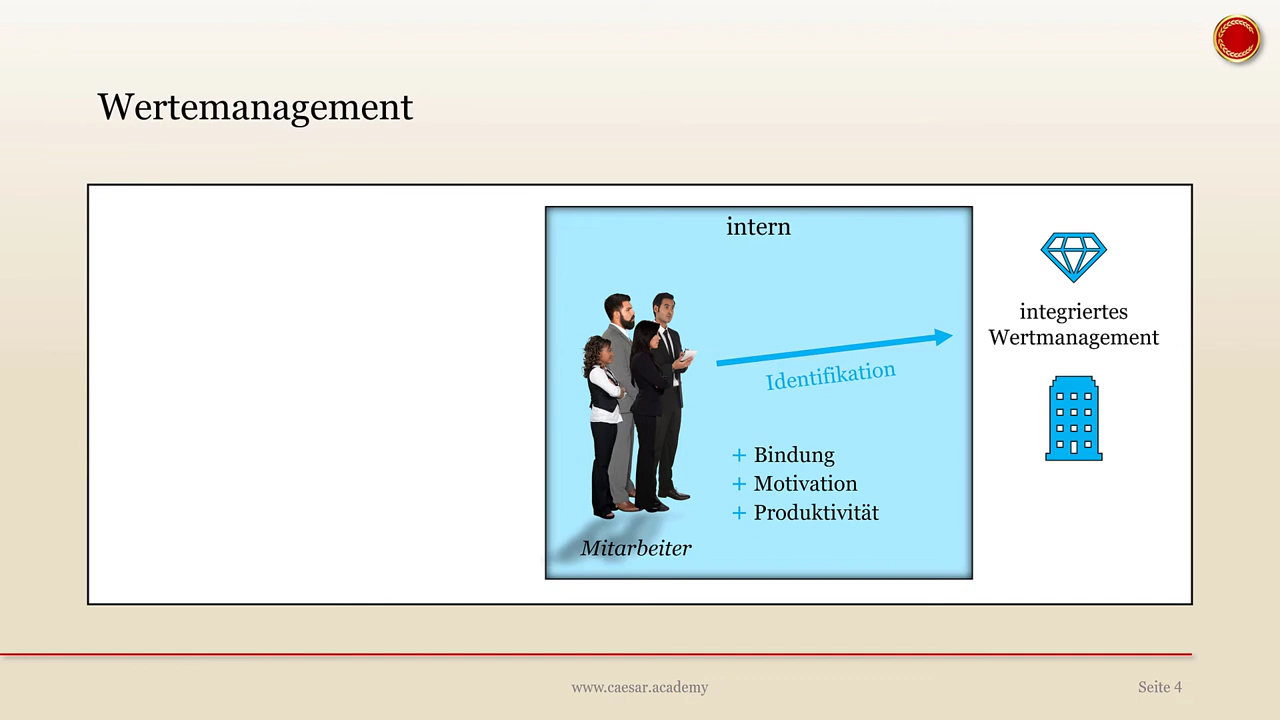 Wertemanagement
intern
integriertes
Wertmanagement
Identifikation
+ Bindung
+ Motivation
+ Produktivität
Mitarbeiter
www.caesar.academy
Seite 4